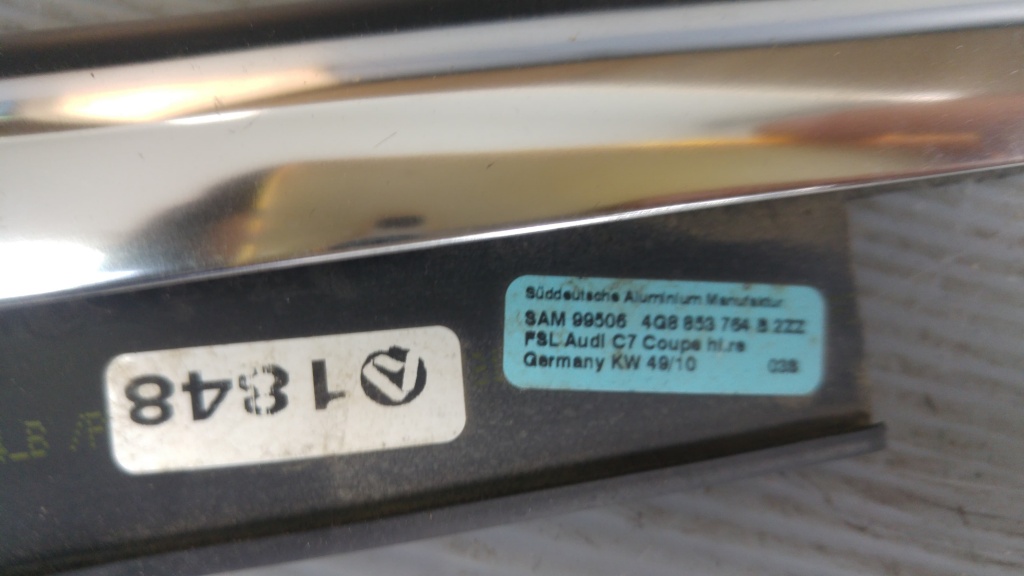 Süddeutsche Aluminium Manufaktur
SAM 99506 4G8 853 764 B 2ZZ
FSL Audi C7 Coupe hi.re
Germany KW 49/10 03S
1848